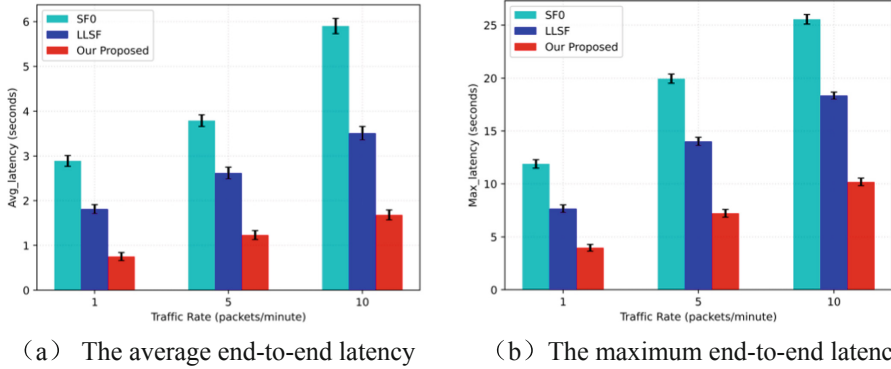 SF0
LLSF
Our Proposed
6
5
4
3
2
1
0
Avg_latency (seconds)
1
5
10
Traffic Rate (packets/minute)
（a） The average end-to-end latency
SF0
LLSF
Our Proposed
25
20
15
10
5
0
Max_latency (seconds)
1
5
10
Traffic Rate (packets/minute)
（b）The maximum end-to-end latenc